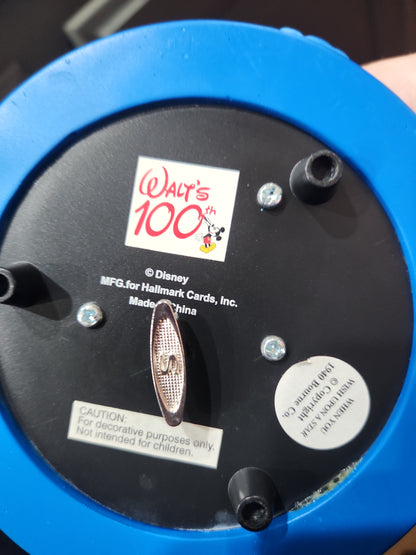 WALT'S
100th
© Disney
MFG.for Hallmark Cards, Inc.
Made China
S
CAUTION:
For decorative purposes only.
Not intended for children.
WHEN YOU
WISH UPON A STAR
© Copyright
1940 Bourne Co.